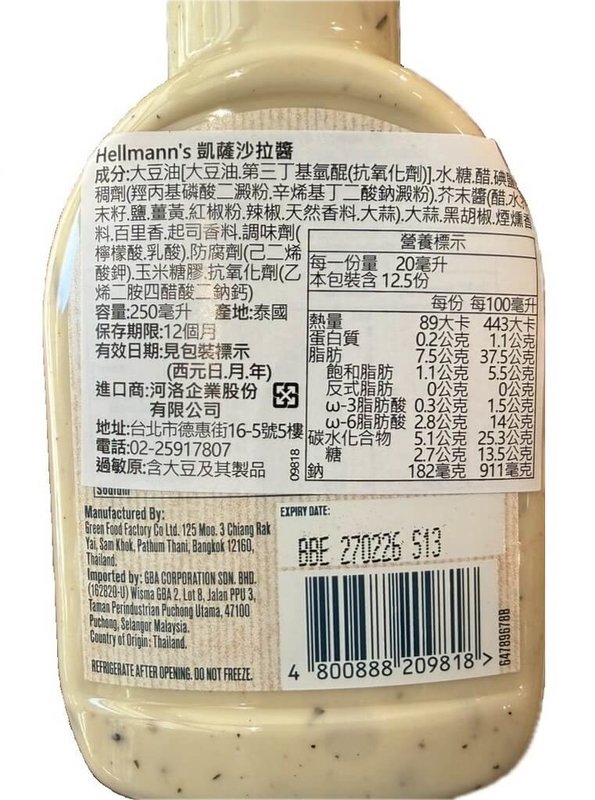 Hellmann's 凱薩沙拉醬
成分:大豆油[大豆油.第三丁基氫醌(抗氧化劑)].水.糖.醋.碘鹽
稠劑(羥丙基磷酸二澱粉.辛烯基丁二酸鈉澱粉).芥末醬(醋.水.
末籽.鹽.薑黃.紅椒粉.辣椒.天然香料.大蒜).大蒜.黑胡椒.煙燻香
料.百里香.起司香料.調味劑(
檸檬酸.乳酸).防腐劑(己二烯
酸鉀).玉米糖膠.抗氧化劑(乙
烯二胺四醋酸二鈉鈣)
容量:250毫升 產地:泰國
保存期限:12個月
有效日期:見包裝標示
(西元日.月.年)
進口商:河洛企業股份
有限公司
地址:台北市德惠街16-5號5樓
電話:02-25917807
過敏原:含大豆及其製品
09818
營養標示
每一份量 20毫升
本包裝含 12.5份
每份 每100毫升
熱量 89大卡 443大卡
蛋白質 0.2公克 1.1公克
脂肪 7.5公克 37.5公克
飽和脂肪 1.1公克 5.5公克
反式脂肪 0公克 0公克
ω-3脂肪酸 0.3公克 1.5公克
ω-6脂肪酸 2.8公克 14公克
碳水化合物 5.1公克 25.3公克
糖 2.7公克 13.5公克
鈉 182毫克 911毫克
Sodium
Manufactured By:
Green Food Factory Co Ltd. 125 Moo. 3 Chiang Rak
Yai, Sam Khok, Pathum Thani, Bangkok 12160,
Thailand.
Imported by: GBA CORPORATION SDN. BHD.
(162820-U) Wisma GBA 2, Lot 8, Jalan PPU 3,
Taman Perindustrian Puchong Utama, 47100
Puchong, Selangor Malaysia.
Country of Origin: Thailand.
REFRIGERATE AFTER OPENING. DO NOT FREEZE.
EXPIRY DATE:
BBE 270226 S13
4 800888 209818 >
64789678B